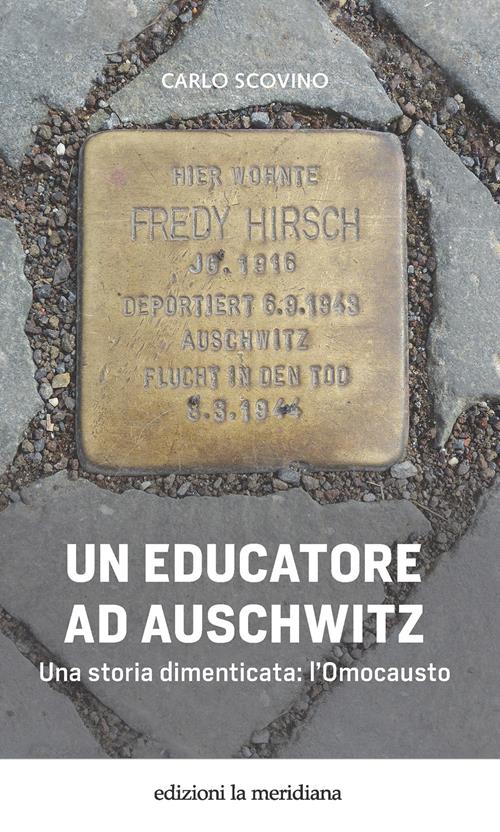 CARLO SCOVINO
HIER WOHNTE
FREDY HIRSCH
JG. 1916
DEPORTIERT 6.9.1943
AUSCHWITZ
FLUCHT IN DEN TOD
8.3.1944
UN EDUCATORE
AD AUSCHWITZ
Una storia dimenticata: l'Omocausto
edizioni la meridiana